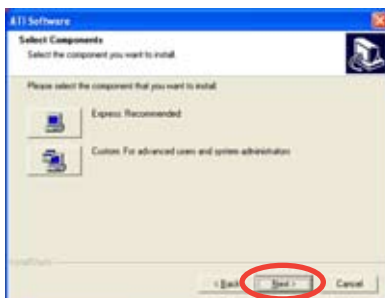 ATI Software
Select Components
Select the component you want to install.
Please select the component that you want to install
Express: Recommended
Custom: For advanced users and system administrators
InstallShield
< Back
Next >
Cancel